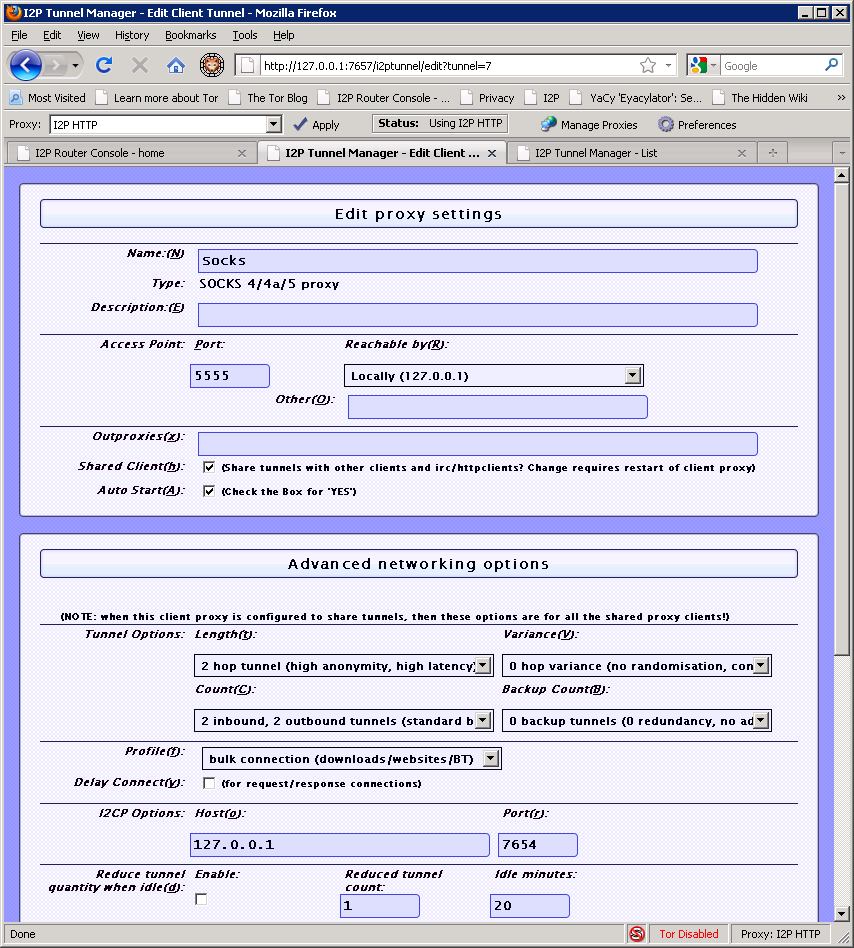 I2P Tunnel Manager - Edit Client Tunnel - Mozilla Firefox
File Edit View History Bookmarks Tools Help
http://127.0.0.1:7657/i2ptunnel/edit?tunnel=7 Google
Most Visited Learn more about Tor The Tor Blog I2P Router Console - ... Privacy I2P YaCy 'Eyacylator': Se... The Hidden Wiki »
Proxy: I2P HTTP Apply Status: Using I2P HTTP Manage Proxies Preferences
I2P Router Console - home I2P Tunnel Manager - Edit Client ... I2P Tunnel Manager - List
Edit proxy settings
Name:(N) Socks
Type: SOCKS 4/4a/5 proxy
Description:(E)
Access Point: Port: Reachable by(R):
5555 Locally (127.0.0.1)
Other(O):
Outproxies(x):
Shared Client(h): (Share tunnels with other clients and irc/httpclients? Change requires restart of client proxy)
Auto Start(A): (Check the Box for 'YES')
Advanced networking options
(NOTE: when this client proxy is configured to share tunnels, then these options are for all the shared proxy clients!)
Tunnel Options: Length(t): Variance(V):
2 hop tunnel (high anonymity, high latency) 0 hop variance (no randomisation, con
Count(C): Backup Count(B):
2 inbound, 2 outbound tunnels (standard b 0 backup tunnels (0 redundancy, no ad
Profile(f): bulk connection (downloads/websites/BT)
Delay Connect(y): (for request/response connections)
I2CP Options: Host(o): Port(r):
127.0.0.1 7654
Reduce tunnel quantity when idle(d): Enable: Reduced tunnel count: Idle minutes:
1 20
Done Tor Disabled Proxy: I2P HTTP